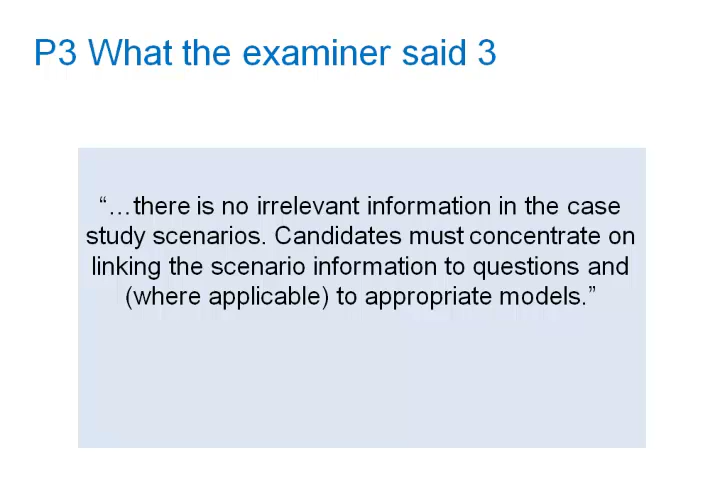 P3 What the examiner said 3
“…there is no irrelevant information in the case
study scenarios. Candidates must concentrate on
linking the scenario information to questions and
(where applicable) to appropriate models.”